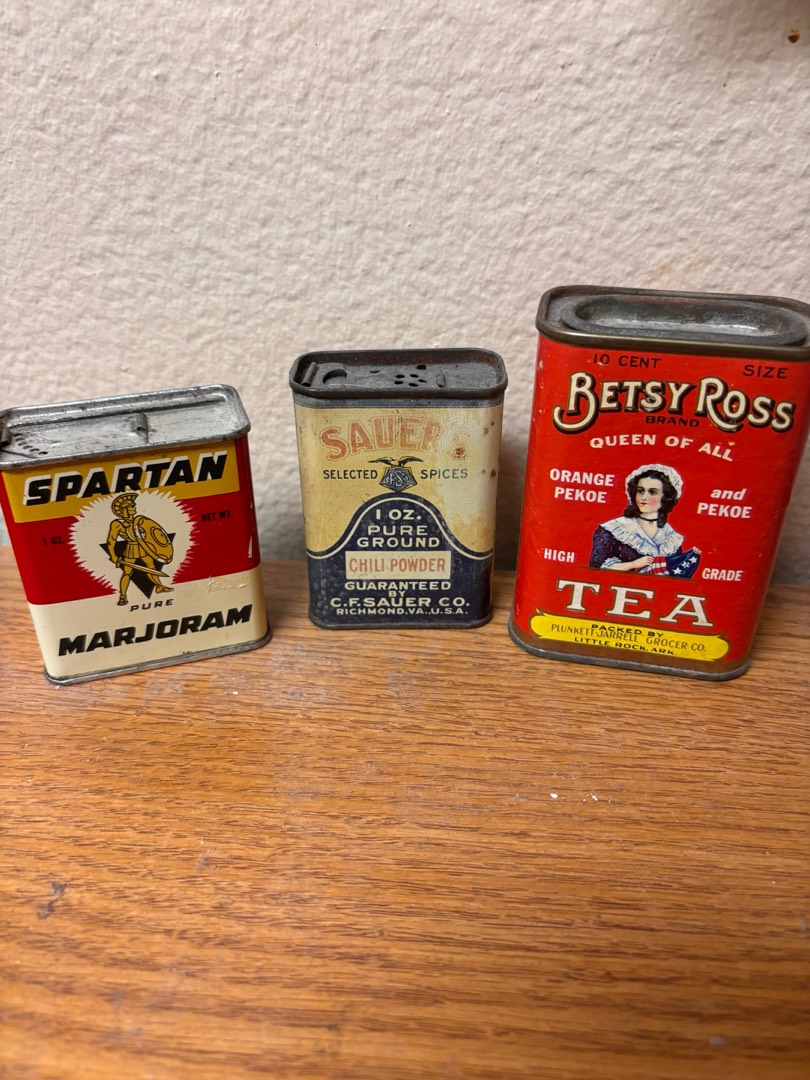 SPARTAN
1 OZ. NET WT.
PURE
MARJORAM
SAUER'S
SELECTED SPICES
1 OZ.
PURE
GROUND
CHILI POWDER
GUARANTEED
BY
C.F. SAUER CO.
RICHMOND, VA., U.S.A.
10 CENT SIZE
BETSY ROSS
BRAND
QUEEN OF ALL
ORANGE
PEKOE
and
PEKOE
HIGH GRADE
TEA
PACKED BY
PLUNKETT-JARRELL GROCER CO.
LITTLE ROCK, ARK.